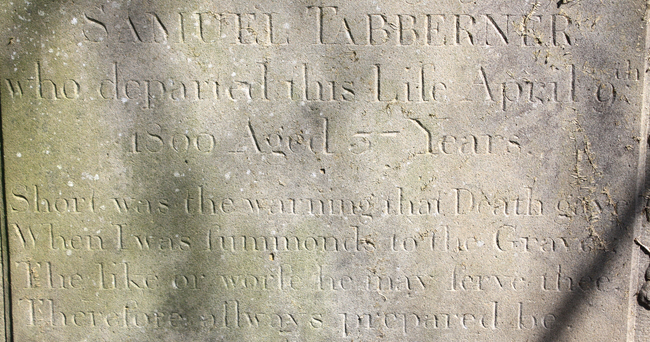 SAMUEL TABBERNER
who departed this Life April 9th
1800 Aged 57 Years.
Short was the warning that Death gave
When I was ſummonds to the Grave.
The like or worſe he may ſerve thee.
Therefore allways prepared be.